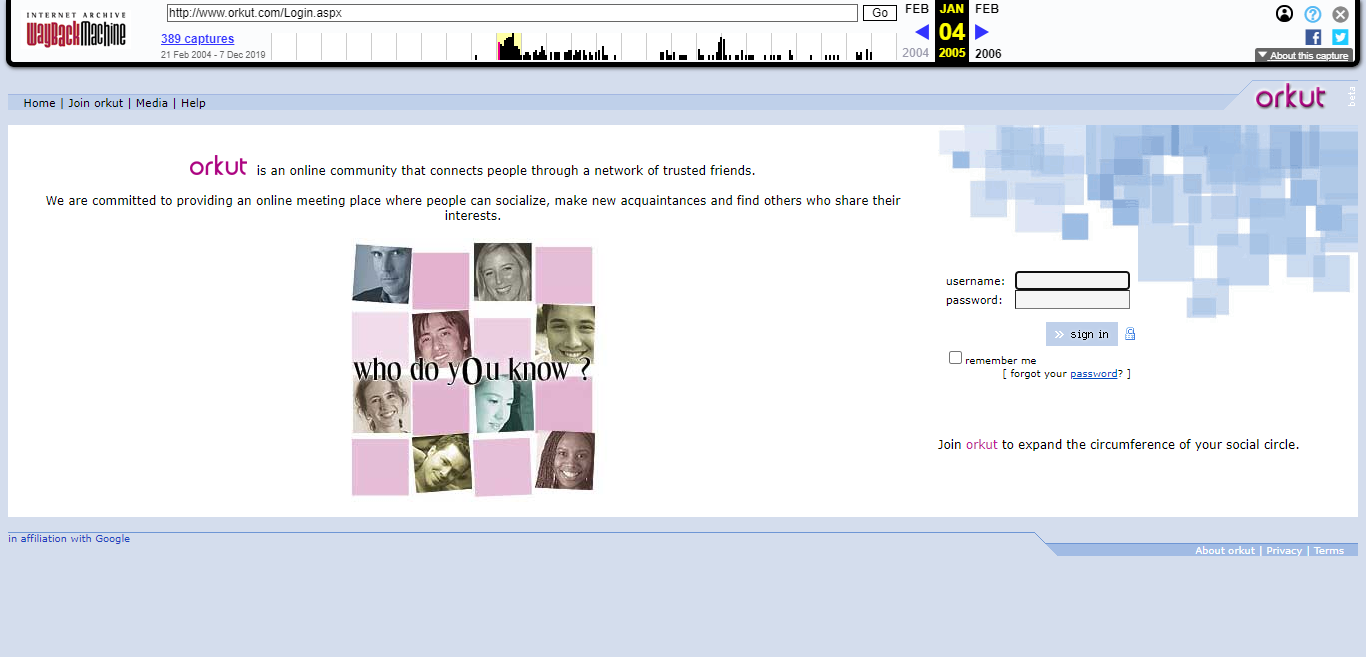 INTERNET ARCHIVE
WayBackMachine
http://www.orkut.com/Login.aspx
Go
389 captures
21 Feb 2004 - 7 Dec 2019
FEB JAN FEB
04
2004 2005 2006
About this capture
Home | Join orkut | Media | Help
orkut beta
orkut is an online community that connects people through a network of trusted friends.
We are committed to providing an online meeting place where people can socialize, make new acquaintances and find others who share their
interests.
who do yOu know ?
username:
password:
sign in
remember me
[ forgot your password? ]
Join orkut to expand the circumference of your social circle.
in affiliation with Google
About orkut | Privacy | Terms